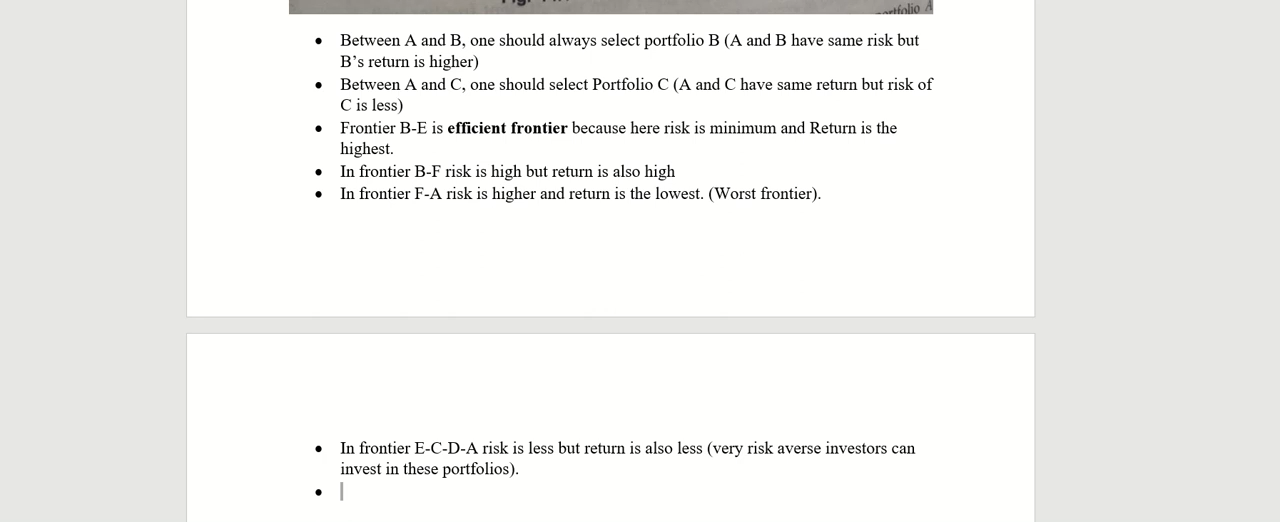 ortfolio A
• Between A and B, one should always select portfolio B (A and B have same risk but
B’s return is higher)
• Between A and C, one should select Portfolio C (A and C have same return but risk of
C is less)
• Frontier B-E is efficient frontier because here risk is minimum and Return is the
highest.
• In frontier B-F risk is high but return is also high
• In frontier F-A risk is higher and return is the lowest. (Worst frontier).
• In frontier E-C-D-A risk is less but return is also less (very risk averse investors can
invest in these portfolios).
•